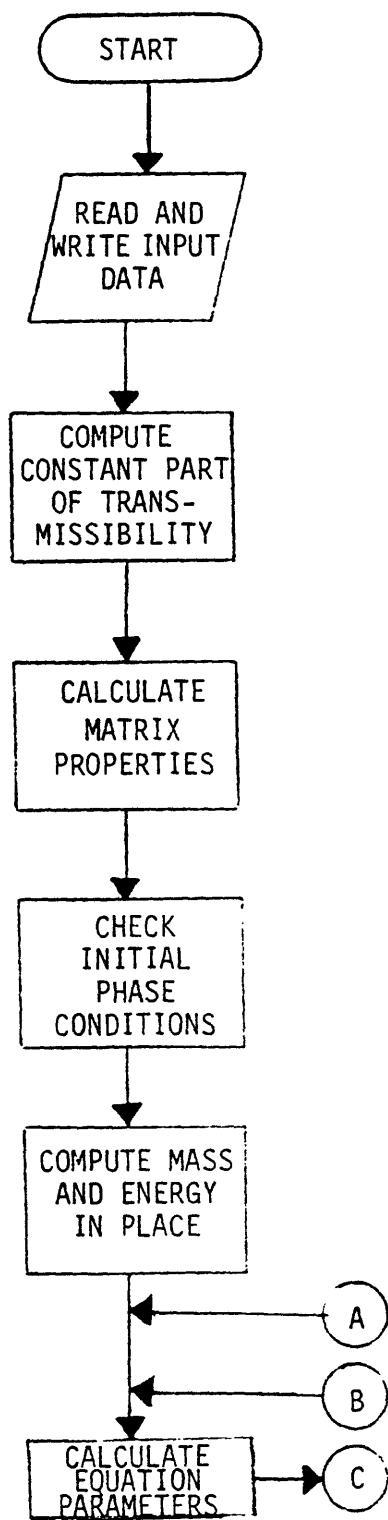 START
READ AND
WRITE INPUT
DATA
COMPUTE
CONSTANT PART
OF TRANS-
MISSIBILITY
CALCULATE
MATRIX
PROPERTIES
CHECK
INITIAL
PHASE
CONDITIONS
COMPUTE MASS
AND ENERGY
IN PLACE
A
B
CALCULATE
EQUATION
PARAMETERS
C